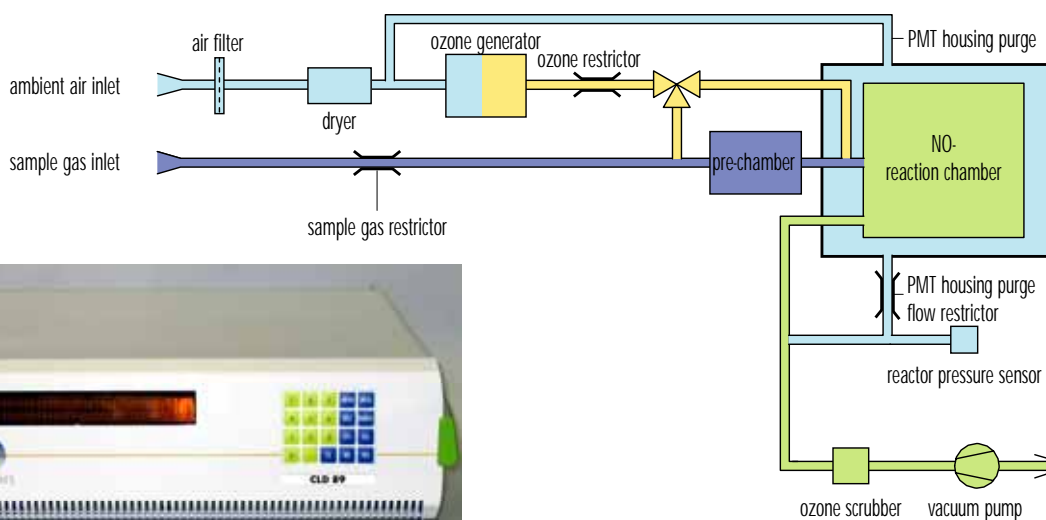 air filter
ozone generator
PMT housing purge
ozone restrictor
ambient air inlet
dryer
sample gas inlet
pre-chamber
NO-
reaction chamber
sample gas restrictor
PMT housing purge
flow restrictor
reactor pressure sensor
CLD 89
ozone scrubber
vacuum pump